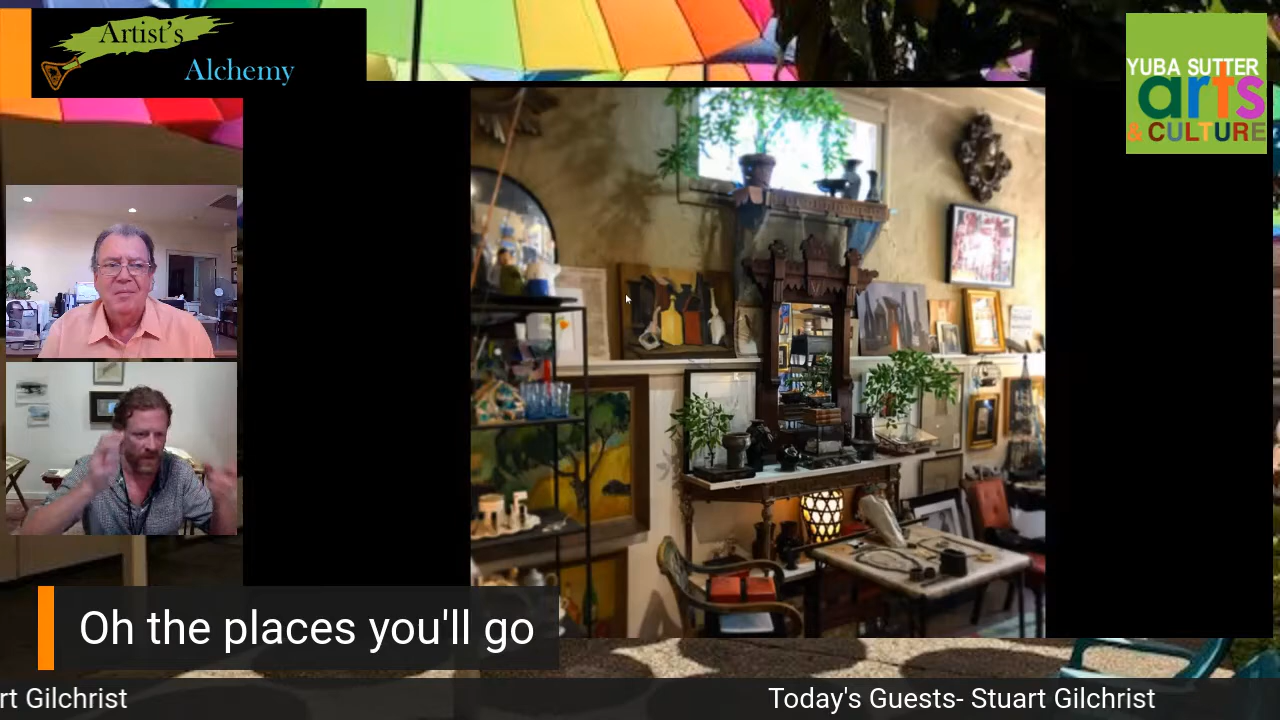 Artist's
Alchemy
YUBA SUTTER
arts
& CULTURE
Oh the places you'll go
rt Gilchrist
Today's Guests- Stuart Gilchrist